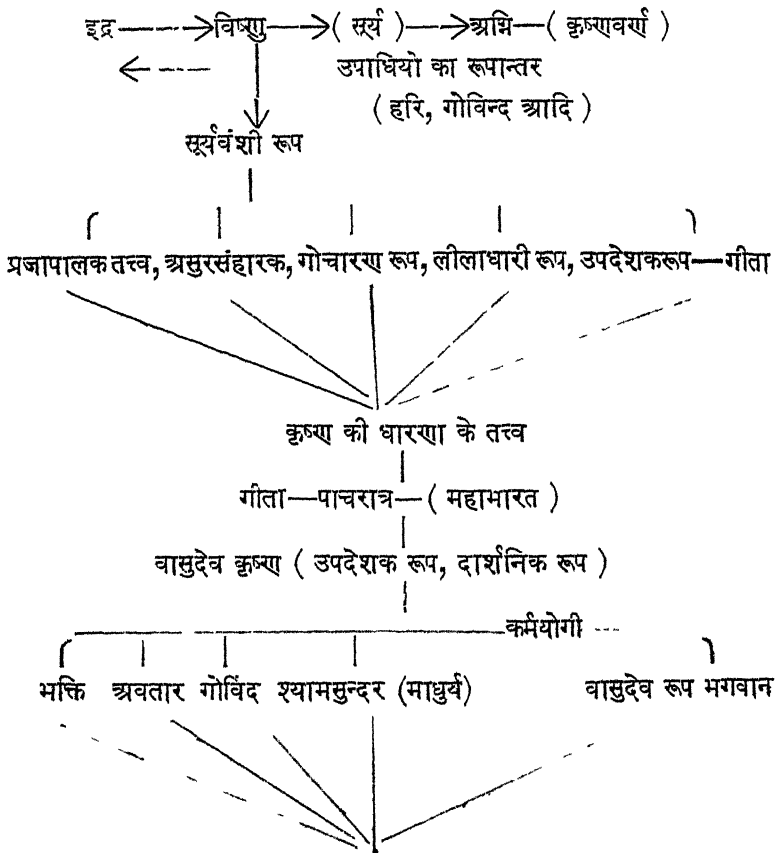 इद्र---->विष्णु--->( सूर्य )--->अग्नि—( कृष्णवर्ण )
उपाधियो का रूपान्तर
( हरि, गोविन्द आदि )
सूर्यवंशी रूप
प्रजापालक तत्त्व, असुरसंहारक, गोचारण रूप, लीलाधारी रूप, उपदेशकरूप—गीता
कृष्ण की धारणा के तत्त्व
गीता—पाचरात्र—( महाभारत )
वासुदेव कृष्ण ( उपदेशक रूप, दार्शनिक रूप )
कर्मयोगी
भक्ति अवतार गोविंद श्यामसुन्दर (माधुर्य) वासुदेव रूप भगवान